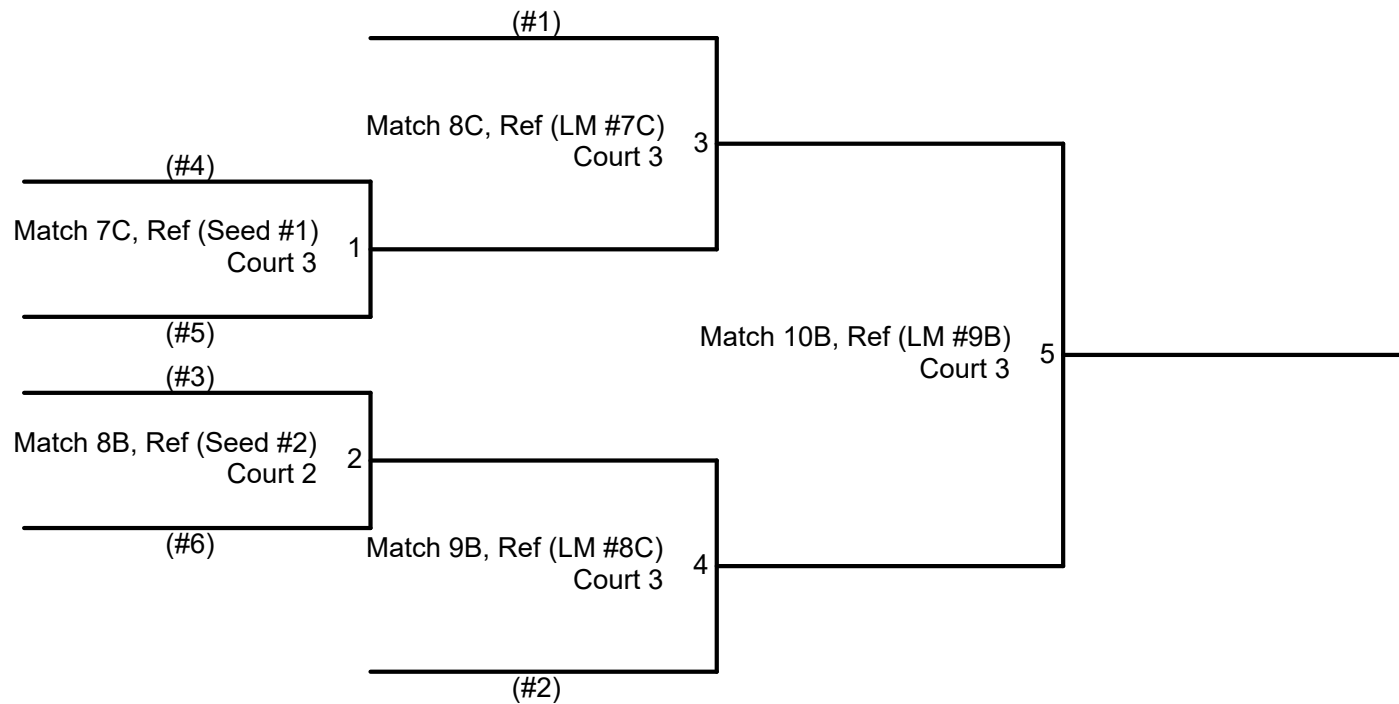 (#1)
Match 8C, Ref (LM #7C)
Court 3
3
(#4)
Match 7C, Ref (Seed #1)
Court 3
1
(#5)
(#3)
Match 10B, Ref (LM #9B)
Court 3
5
Match 8B, Ref (Seed #2)
Court 2
2
(#6)
Match 9B, Ref (LM #8C)
Court 3
4
(#2)